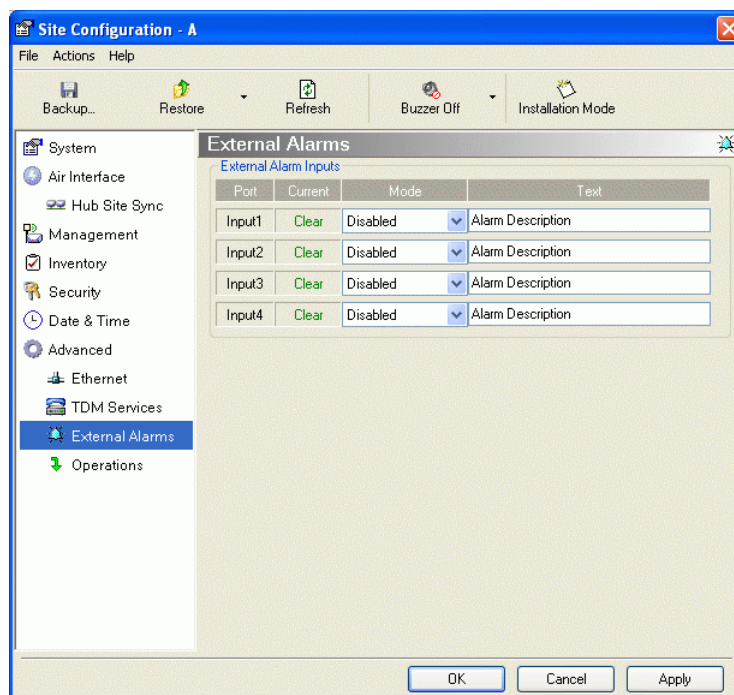 Site Configuration - A
File Actions Help
Backup... Restore Refresh Buzzer Off Installation Mode
System
Air Interface
Hub Site Sync
Management
Inventory
Security
Date & Time
Advanced
Ethernet
TDM Services
External Alarms
Operations
External Alarms
External Alarm Inputs
Port Current Mode Text
Input1 Clear Disabled Alarm Description
Input2 Clear Disabled Alarm Description
Input3 Clear Disabled Alarm Description
Input4 Clear Disabled Alarm Description
OK Cancel Apply